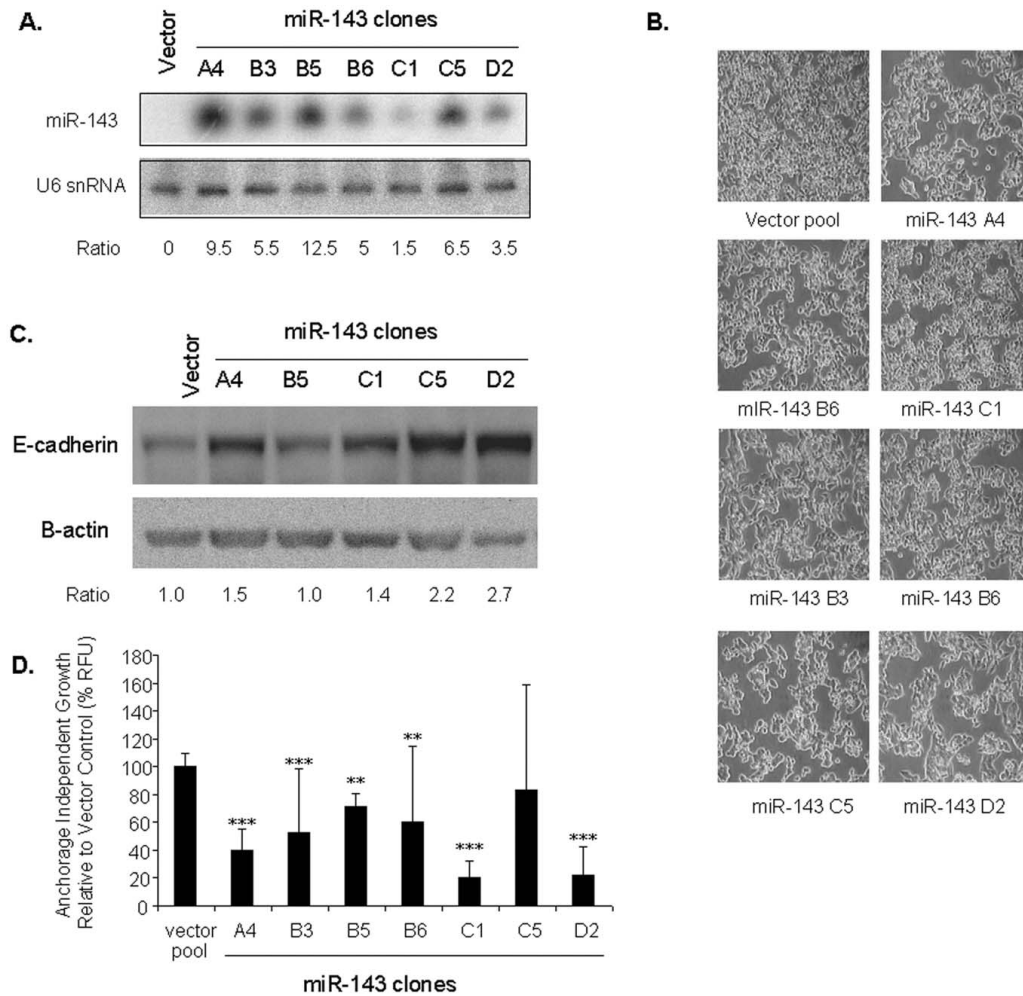 A.
miR-143 clones
Vector
A4 B3 B5 B6 C1 C5 D2
miR-143
U6 snRNA
Ratio 0 9.5 5.5 12.5 5 1.5 6.5 3.5
B.
Vector pool miR-143 A4
mIR-143 B6 miR-143 C1
miR-143 B3 miR-143 B6
miR-143 C5 miR-143 D2
C.
miR-143 clones
Vector
A4 B5 C1 C5 D2
E-cadherin
B-actin
Ratio 1.0 1.5 1.0 1.4 2.2 2.7
D.
Anchorage Independent Growth
Relative to Vector Control (% RFU)
180
160
140
120
100
80
60
40
20
0
*** *** ** ** *** ***
vector pool A4 B3 B5 B6 C1 C5 D2
miR-143 clones